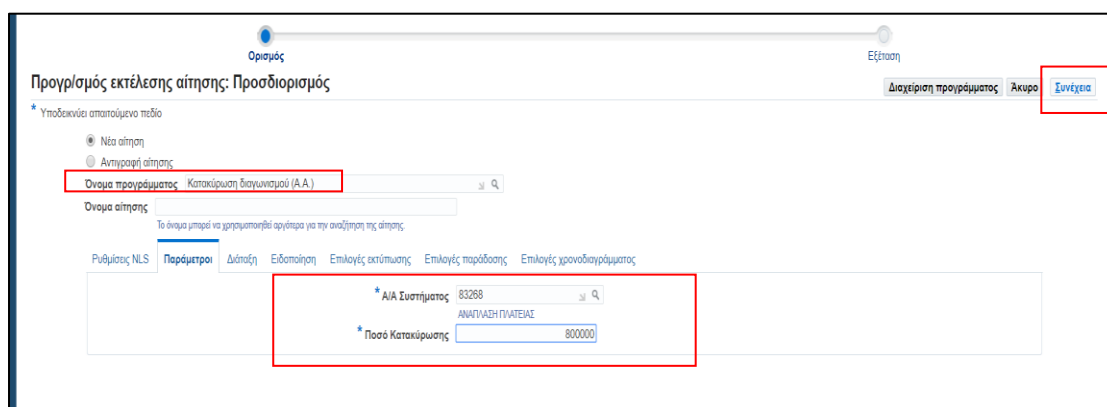 Ορισμός Εξέταση
Προγρ/σμός εκτέλεσης αίτησης: Προσδιορισμός
Διαχείριση προγράμματος Άκυρο Συνέχεια
* Υποδεικνύει απαιτούμενο πεδίο
Νέα αίτηση
Αντιγραφή αίτησης
Όνομα προγράμματος Κατακύρωση διαγωνισμού (Α.Α.)
Όνομα αίτησης
Το όνομα μπορεί να χρησιμοποιηθεί αργότερα για την αναζήτηση της αίτησης.
Ρυθμίσεις NLS Παράμετροι Διάταξη Ειδοποίηση Επιλογές εκτύπωσης Επιλογές παράδοσης Επιλογές χρονοδιαγράμματος
* Α/Α Συστήματος 83268
ΑΝΑΠΛΑΣΗ ΠΛΑΤΕΙΑΣ
* Ποσό Κατακύρωσης 800000